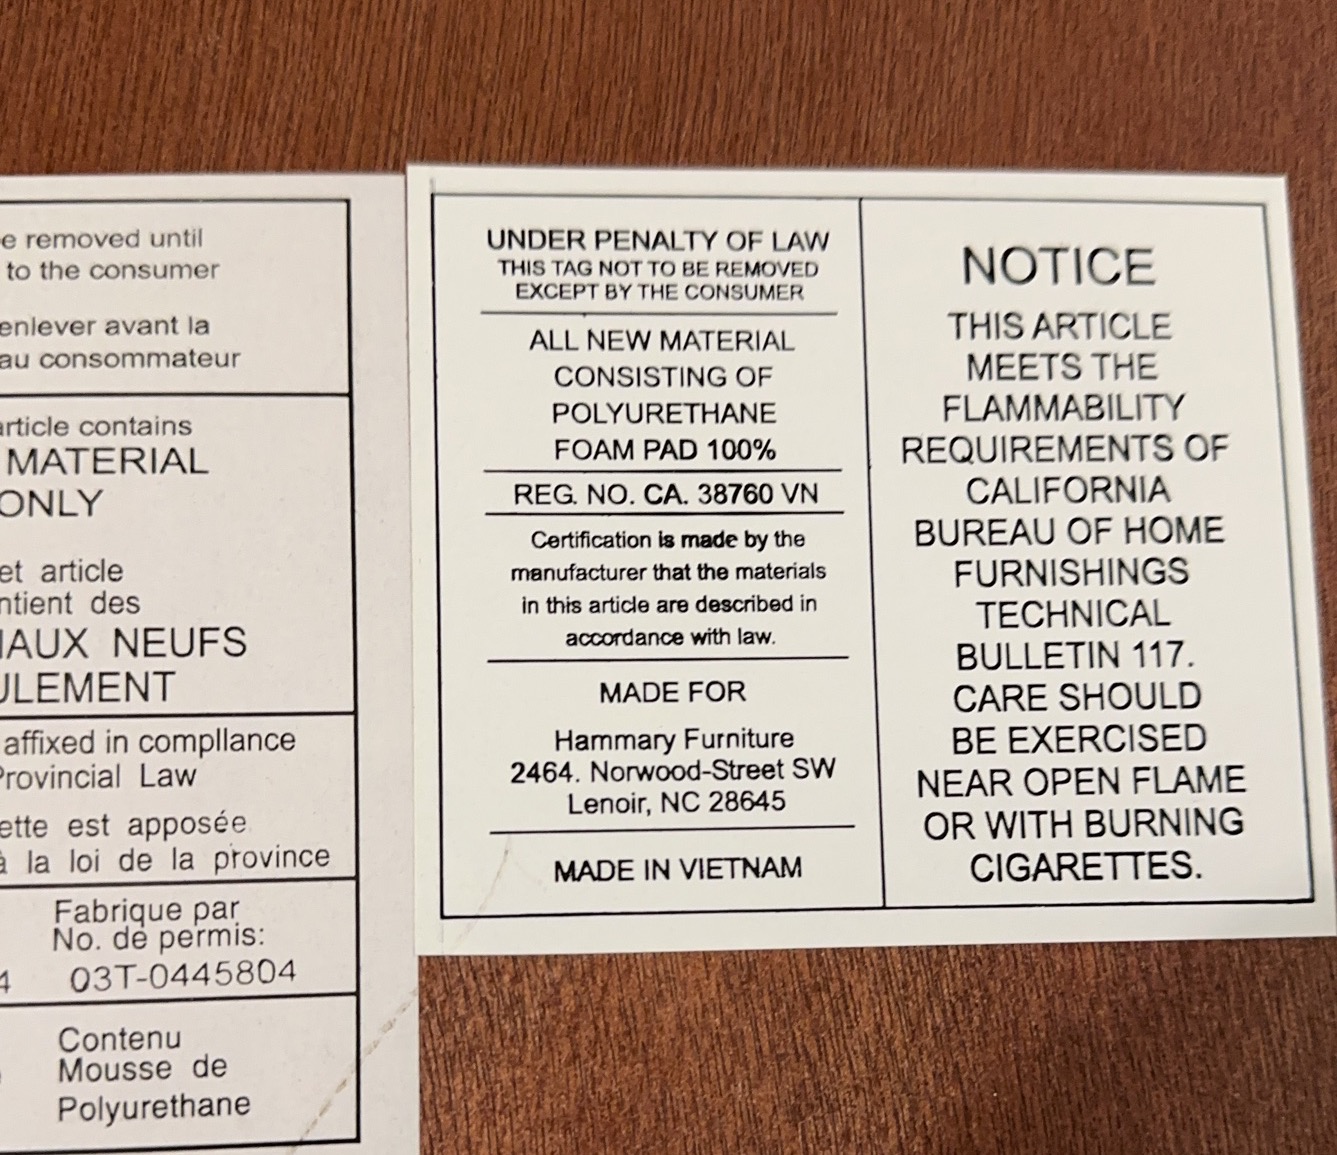 e removed until
to the consumer
enlever avant la
au consommateur
article contains
MATERIAL
ONLY
et article
ntient des
IAUX NEUFS
ULEMENT
affixed in compllance
Provincial Law
ette est apposée
à la loi de la province
Fabrique par
No. de permis:
4 03T-0445804
Contenu
Mousse de
Polyurethane
UNDER PENALTY OF LAW
THIS TAG NOT TO BE REMOVED
EXCEPT BY THE CONSUMER
ALL NEW MATERIAL
CONSISTING OF
POLYURETHANE
FOAM PAD 100%
REG. NO. CA. 38760 VN
Certification is made by the
manufacturer that the materials
in this article are described in
accordance with law.
MADE FOR
Hammary Furniture
2464. Norwood-Street SW
Lenoir, NC 28645
MADE IN VIETNAM
NOTICE
THIS ARTICLE
MEETS THE
FLAMMABILITY
REQUIREMENTS OF
CALIFORNIA
BUREAU OF HOME
FURNISHINGS
TECHNICAL
BULLETIN 117.
CARE SHOULD
BE EXERCISED
NEAR OPEN FLAME
OR WITH BURNING
CIGARETTES.